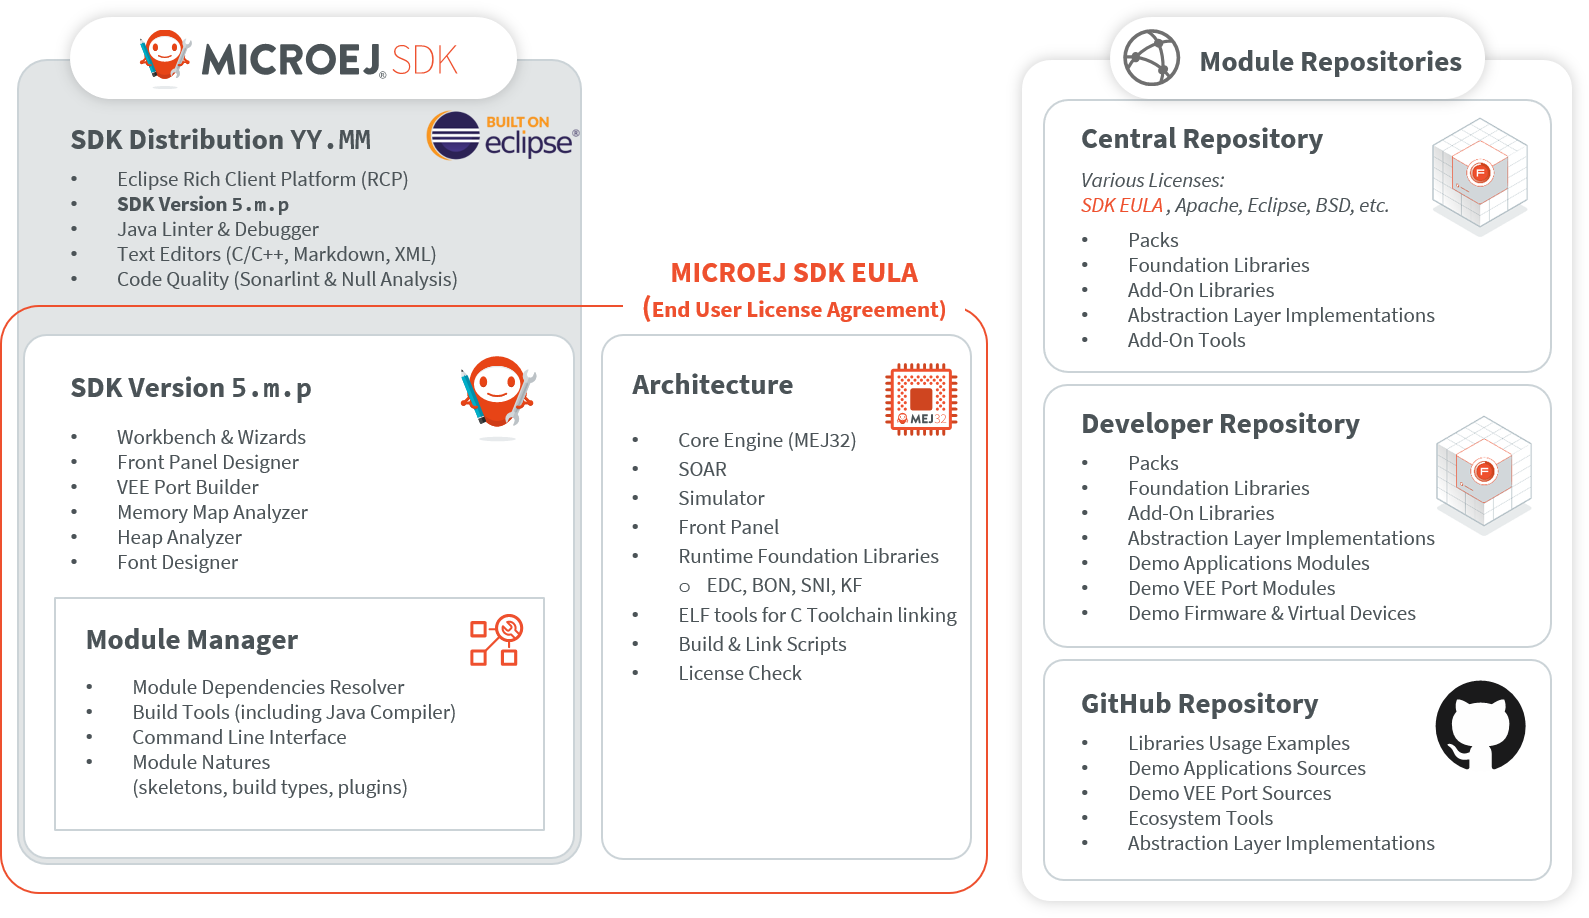 MICROEJ® SDK
SDK Distribution YY.MM
BUILT ON
eclipse®
• Eclipse Rich Client Platform (RCP)
• SDK Version 5.m.p
• Java Linter & Debugger
• Text Editors (C/C++, Markdown, XML)
• Code Quality (Sonarlint & Null Analysis)
MICROEJ SDK EULA
(End User License Agreement)
SDK Version 5.m.p
• Workbench & Wizards
• Front Panel Designer
• VEE Port Builder
• Memory Map Analyzer
• Heap Analyzer
• Font Designer
Module Manager
• Module Dependencies Resolver
• Build Tools (including Java Compiler)
• Command Line Interface
• Module Natures
(skeletons, build types, plugins)
Architecture
MEJ32
• Core Engine (MEJ32)
• SOAR
• Simulator
• Front Panel
• Runtime Foundation Libraries
o EDC, BON, SNI, KF
• ELF tools for C Toolchain linking
• Build & Link Scripts
• License Check
Module Repositories
Central Repository
Various Licenses:
SDK EULA , Apache, Eclipse, BSD, etc.
• Packs
• Foundation Libraries
• Add-On Libraries
• Abstraction Layer Implementations
• Add-On Tools
Developer Repository
• Packs
• Foundation Libraries
• Add-On Libraries
• Abstraction Layer Implementations
• Demo Applications Modules
• Demo VEE Port Modules
• Demo Firmware & Virtual Devices
GitHub Repository
• Libraries Usage Examples
• Demo Applications Sources
• Demo VEE Port Sources
• Ecosystem Tools
• Abstraction Layer Implementations